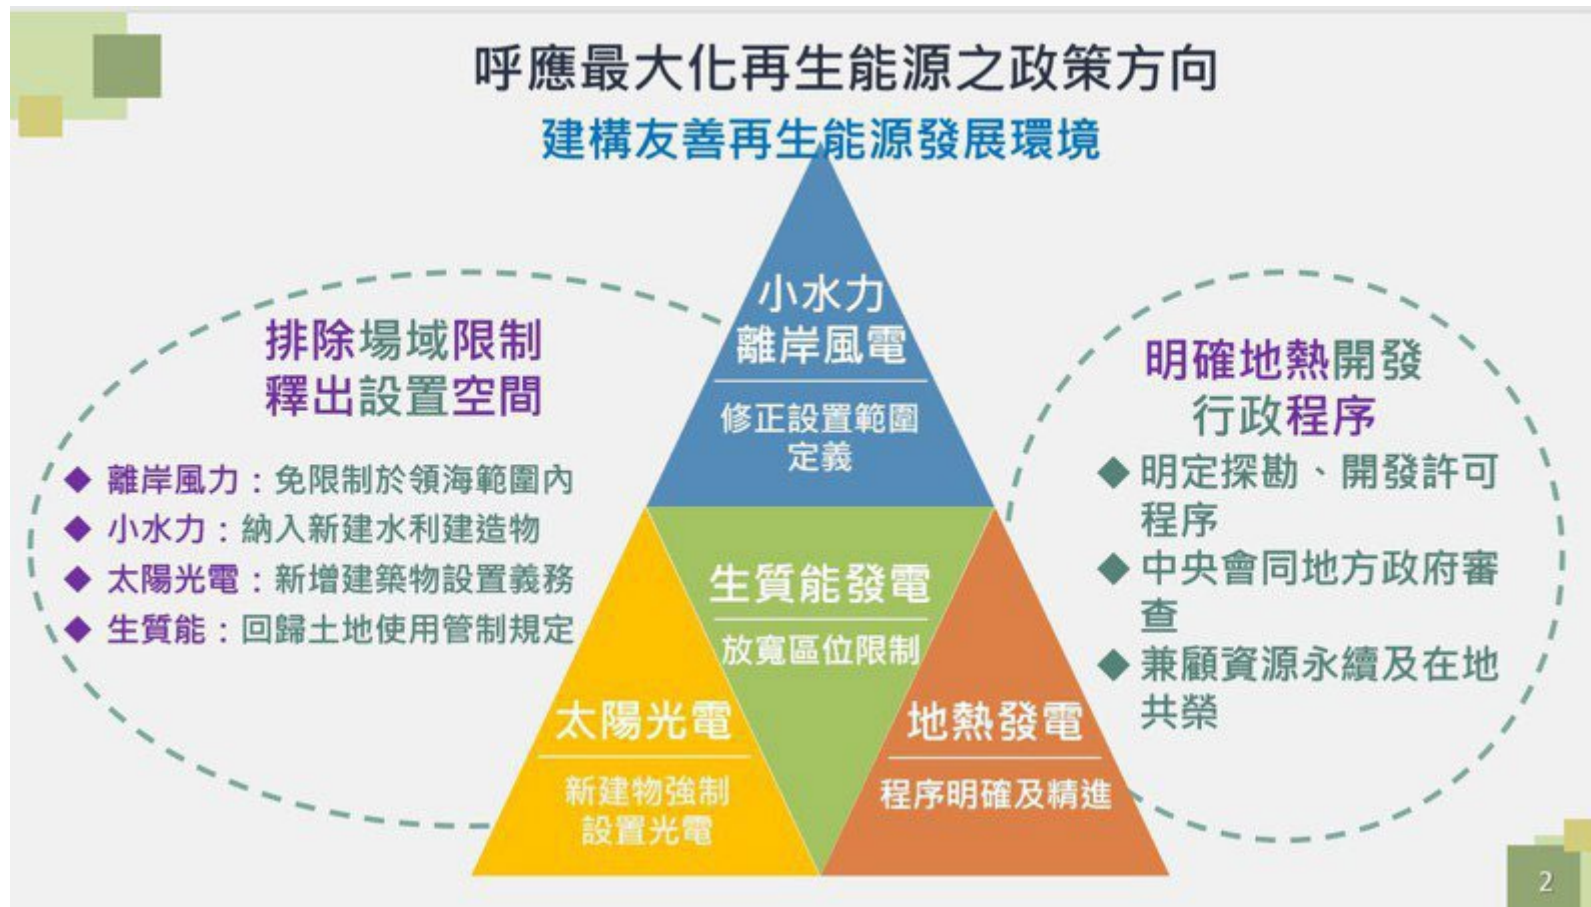 呼應最大化再生能源之政策方向
建構友善再生能源發展環境
排除場域限制
釋出設置空間
◆ 離岸風力：免限制於領海範圍內
◆ 小水力：納入新建水利建造物
◆ 太陽光電：新增建築物設置義務
◆ 生質能：回歸土地使用管制規定
小水力
離岸風電
修正設置範圍
定義
生質能發電
放寬區位限制
太陽光電
新建物強制
設置光電
地熱發電
程序明確及精進
明確地熱開發
行政程序
◆ 明定探勘、開發許可
程序
◆ 中央會同地方政府審
查
◆ 兼顧資源永續及在地
共榮
2